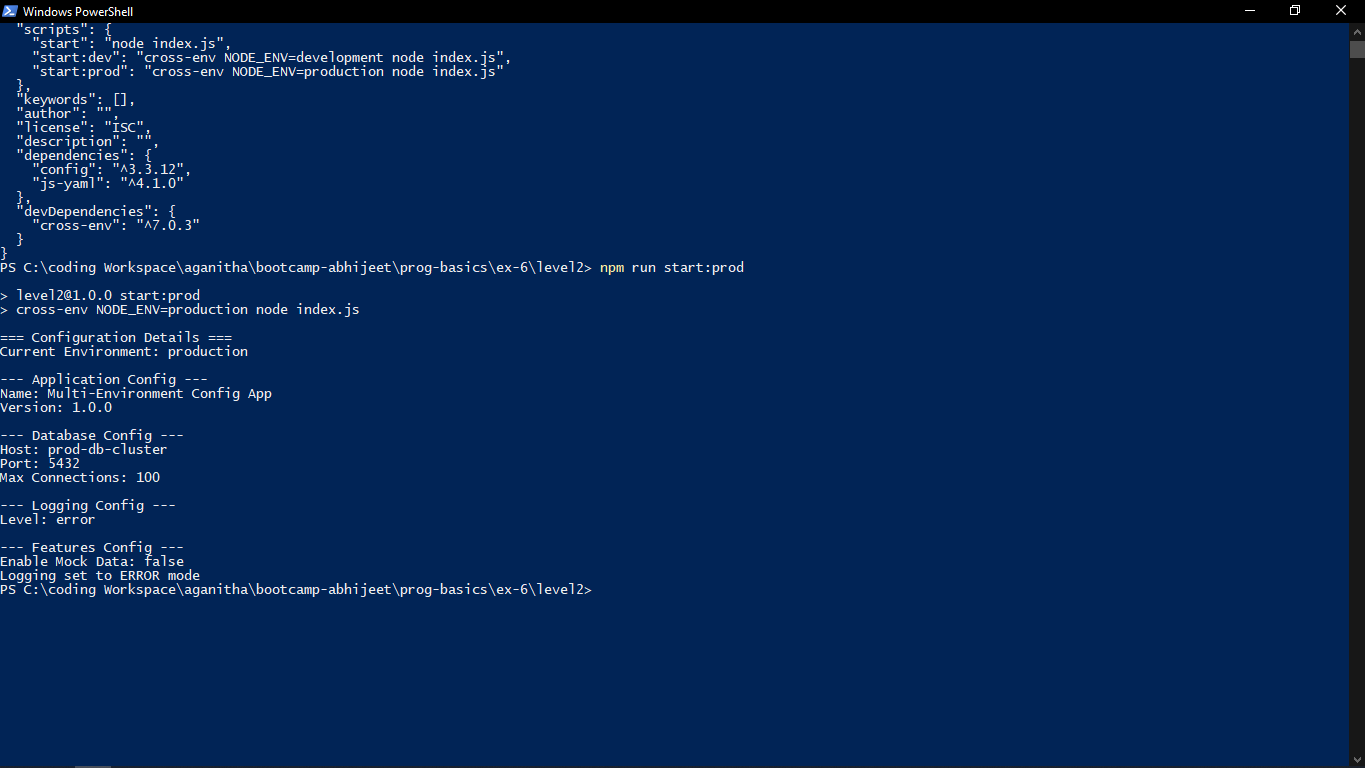 Windows PowerShell
  "scripts": {
    "start": "node index.js",
    "start:dev": "cross-env NODE_ENV=development node index.js",
    "start:prod": "cross-env NODE_ENV=production node index.js"
  },
  "keywords": [],
  "author": "",
  "license": "ISC",
  "description": "",
  "dependencies": {
    "config": "^3.3.12",
    "js-yaml": "^4.1.0"
  },
  "devDependencies": {
    "cross-env": "^7.0.3"
  }
}
PS C:\coding Workspace\aganitha\bootcamp-abhijeet\prog-basics\ex-6\level2> npm run start:prod

> level2@1.0.0 start:prod
> cross-env NODE_ENV=production node index.js

=== Configuration Details ===
Current Environment: production

--- Application Config ---
Name: Multi-Environment Config App
Version: 1.0.0

--- Database Config ---
Host: prod-db-cluster
Port: 5432
Max Connections: 100

--- Logging Config ---
Level: error

--- Features Config ---
Enable Mock Data: false
Logging set to ERROR mode
PS C:\coding Workspace\aganitha\bootcamp-abhijeet\prog-basics\ex-6\level2>